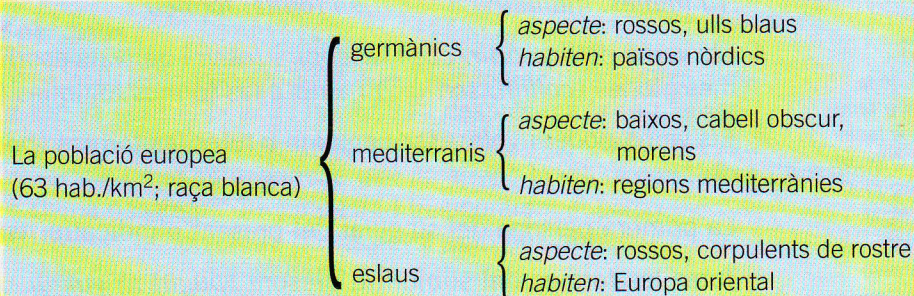 La població europea
(63 hab./km²; raça blanca)
germànics
aspecte: rossos, ulls blaus
habiten: països nòrdics
mediterranis
aspecte: baixos, cabell obscur,
morens
habiten: regions mediterrànies
eslaus
aspecte: rossos, corpulents de rostre
habiten: Europa oriental